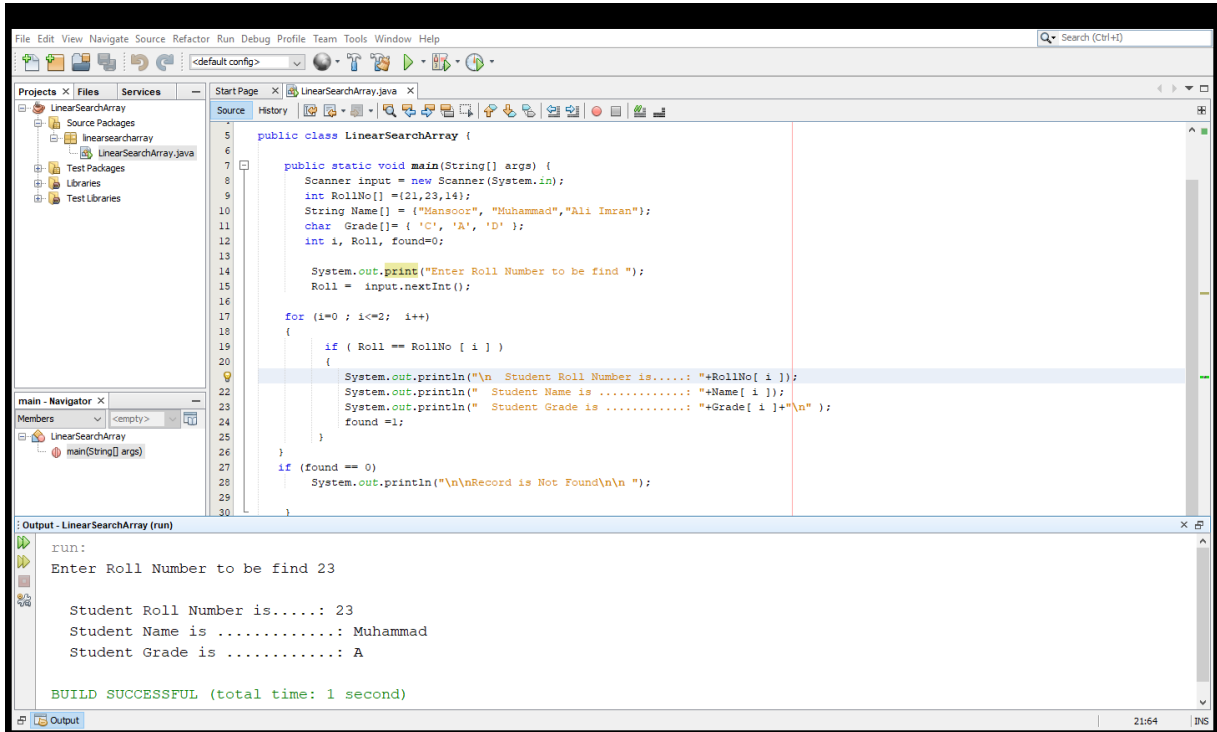 File Edit View Navigate Source Refactor Run Debug Profile Team Tools Window Help
Search (Ctrl+I)
<default config>
Projects Files Services
LinearSearchArray
Source Packages
linearsearcharray
LinearSearchArray.java
Test Packages
Libraries
Test Libraries
main - Navigator
Members <empty>
LinearSearchArray
main(String[] args)
Start Page LinearSearchArray.java
Source History
5 public class LinearSearchArray {
6
7 public static void main(String[] args) {
8 Scanner input = new Scanner(System.in);
9 int RollNo[] ={21,23,14};
10 String Name[] = {"Mansoor", "Muhammad","Ali Imran"};
11 char  Grade[]= { 'C', 'A', 'D' };
12 int i, Roll, found=0;
13
14 System.out.print("Enter Roll Number to be find ");
15 Roll =  input.nextInt();
16
17 for (i=0 ; i<=2;  i++)
18 {
19 if ( Roll == RollNo [ i ] )
20 {
System.out.println("\n  Student Roll Number is.....: "+RollNo[ i ]);
22 System.out.println("  Student Name is .............: "+Name[ i ]);
23 System.out.println("  Student Grade is ............: "+Grade[ i ]+"\n" );
24 found =1;
25 }
26 }
27 if (found == 0)
28 System.out.println("\n\nRecord is Not Found\n\n ");
29
30 }
Output - LinearSearchArray (run)
run:
Enter Roll Number to be find 23
Student Roll Number is.....: 23
Student Name is .............: Muhammad
Student Grade is ............: A
BUILD SUCCESSFUL (total time: 1 second)
Output
21:64 INS